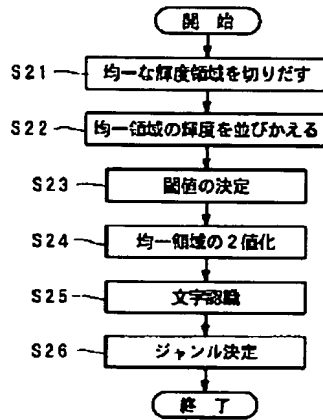 開 始
S21 均一な輝度領域を切りだす
S22 均一領域の輝度を並びかえる
S23 閾値の決定
S24 均一領域の2値化
S25 文字認識
S26 ジャンル決定
終 了